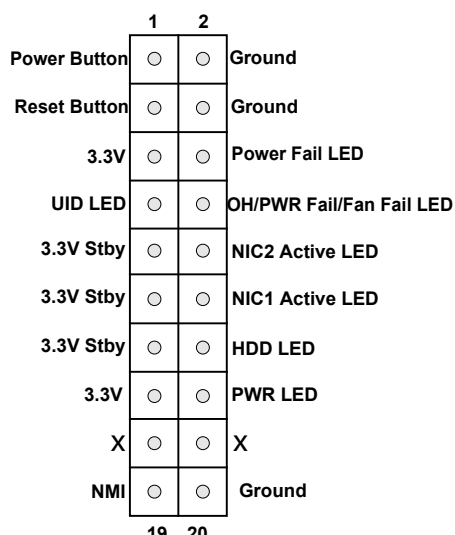 1 2
Power Button Ground
Reset Button Ground
3.3V Power Fail LED
UID LED OH/PWR Fail/Fan Fail LED
3.3V Stby NIC2 Active LED
3.3V Stby NIC1 Active LED
3.3V Stby HDD LED
3.3V PWR LED
X X
NMI Ground
19 20